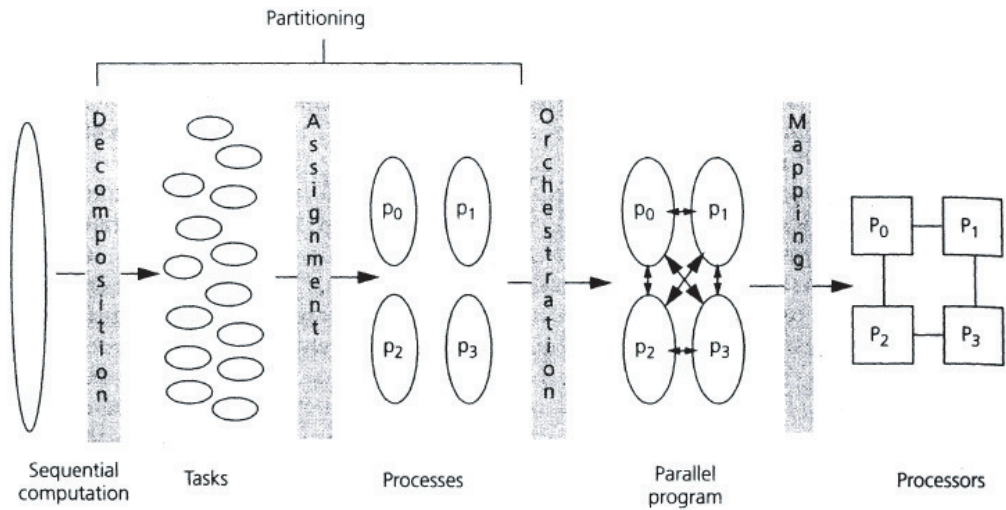 Partitioning
Decomposition
Assignment
Orchestration
Mapping
p0
p1
p2
p3
p0
p1
p2
p3
P0
P1
P2
P3
Sequential
computation
Tasks
Processes
Parallel
program
Processors